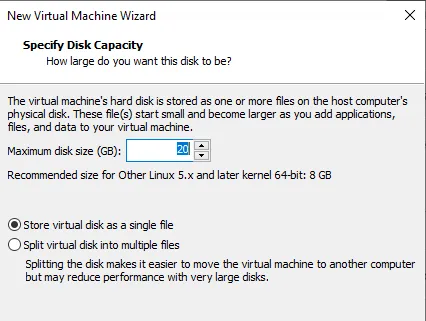 New Virtual Machine Wizard
Specify Disk Capacity
How large do you want this disk to be?
The virtual machine's hard disk is stored as one or more files on the host computer's
physical disk. These file(s) start small and become larger as you add applications,
files, and data to your virtual machine.
Maximum disk size (GB): 20
Recommended size for Other Linux 5.x and later kernel 64-bit: 8 GB
Store virtual disk as a single file
Split virtual disk into multiple files
Splitting the disk makes it easier to move the virtual machine to another computer
but may reduce performance with very large disks.